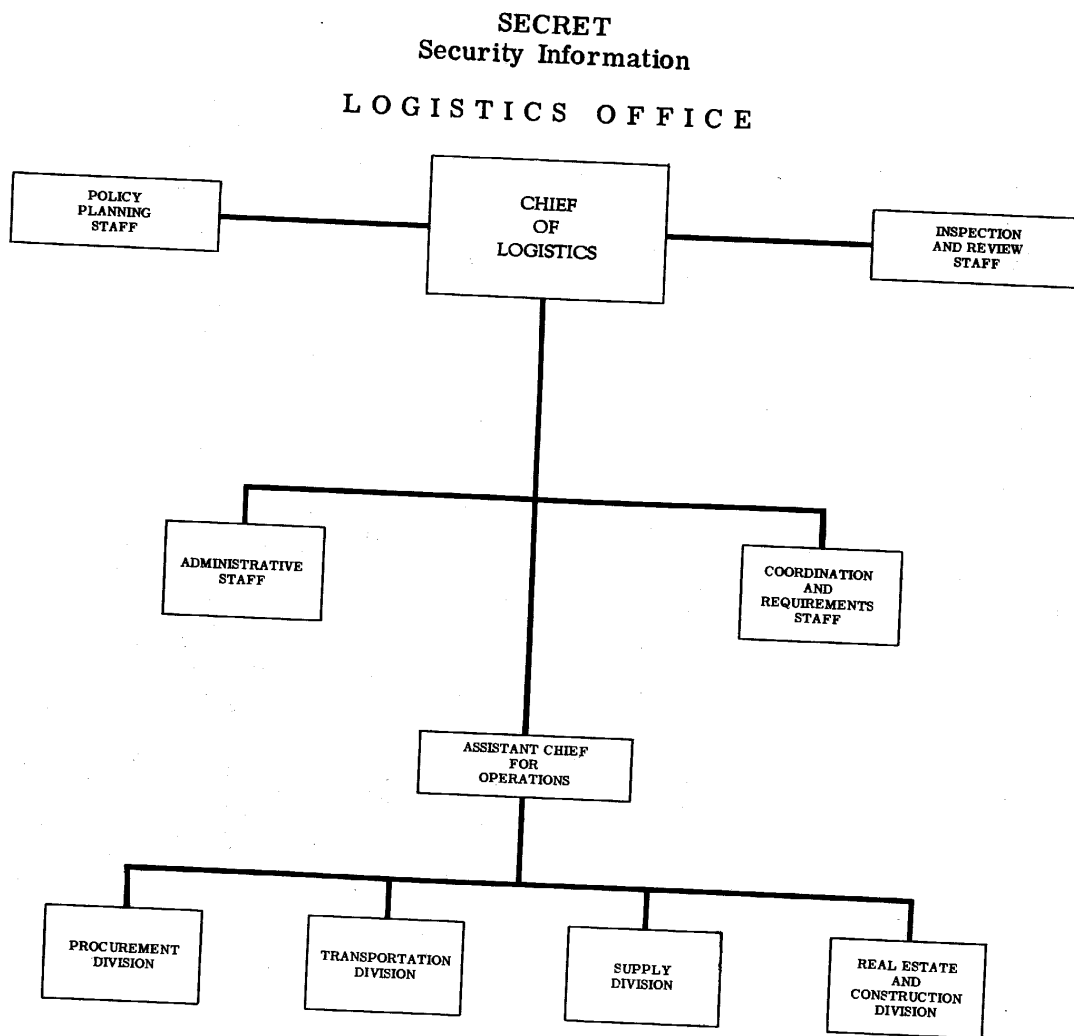 SECRET
Security Information
LOGISTICS OFFICE
POLICY
PLANNING
STAFF
CHIEF
OF
LOGISTICS
INSPECTION
AND REVIEW
STAFF
ADMINISTRATIVE
STAFF
COORDINATION
AND
REQUIREMENTS
STAFF
ASSISTANT CHIEF
FOR
OPERATIONS
PROCUREMENT
DIVISION
TRANSPORTATION
DIVISION
SUPPLY
DIVISION
REAL ESTATE
AND
CONSTRUCTION
DIVISION